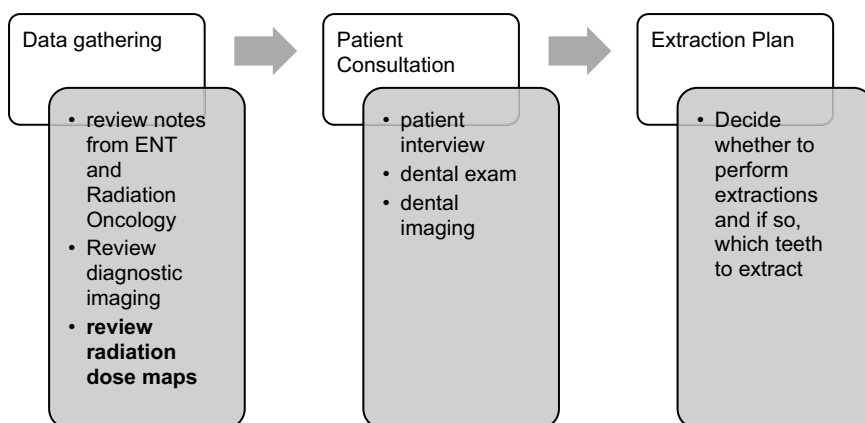 Data gathering
• review notes
from ENT
and
Radiation
Oncology
• Review
diagnostic
imaging
• review
radiation
dose maps
Patient
Consultation
• patient
interview
• dental exam
• dental
imaging
Extraction Plan
• Decide
whether to
perform
extractions
and if so,
which teeth
to extract